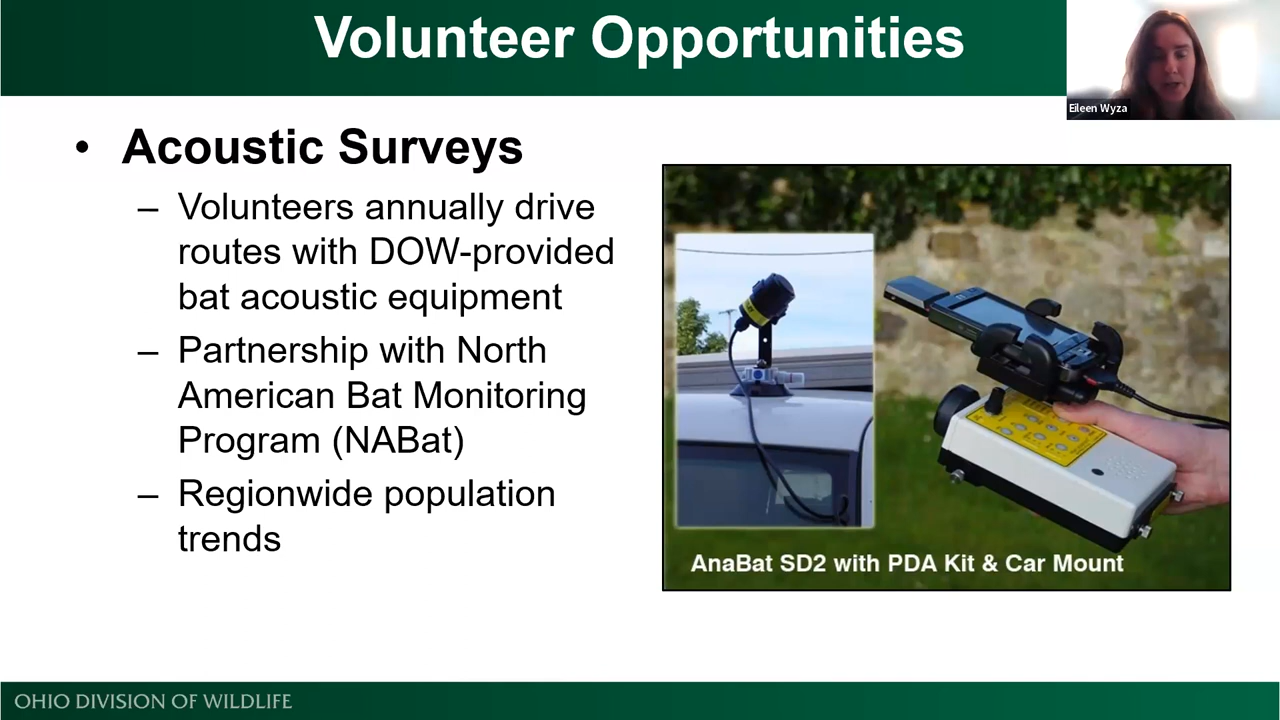 Volunteer Opportunities
Eileen Wyza
• Acoustic Surveys
– Volunteers annually drive
routes with DOW-provided
bat acoustic equipment
– Partnership with North
American Bat Monitoring
Program (NABat)
– Regionwide population
trends
AnaBat SD2 with PDA Kit & Car Mount
OHIO DIVISION OF WILDLIFE